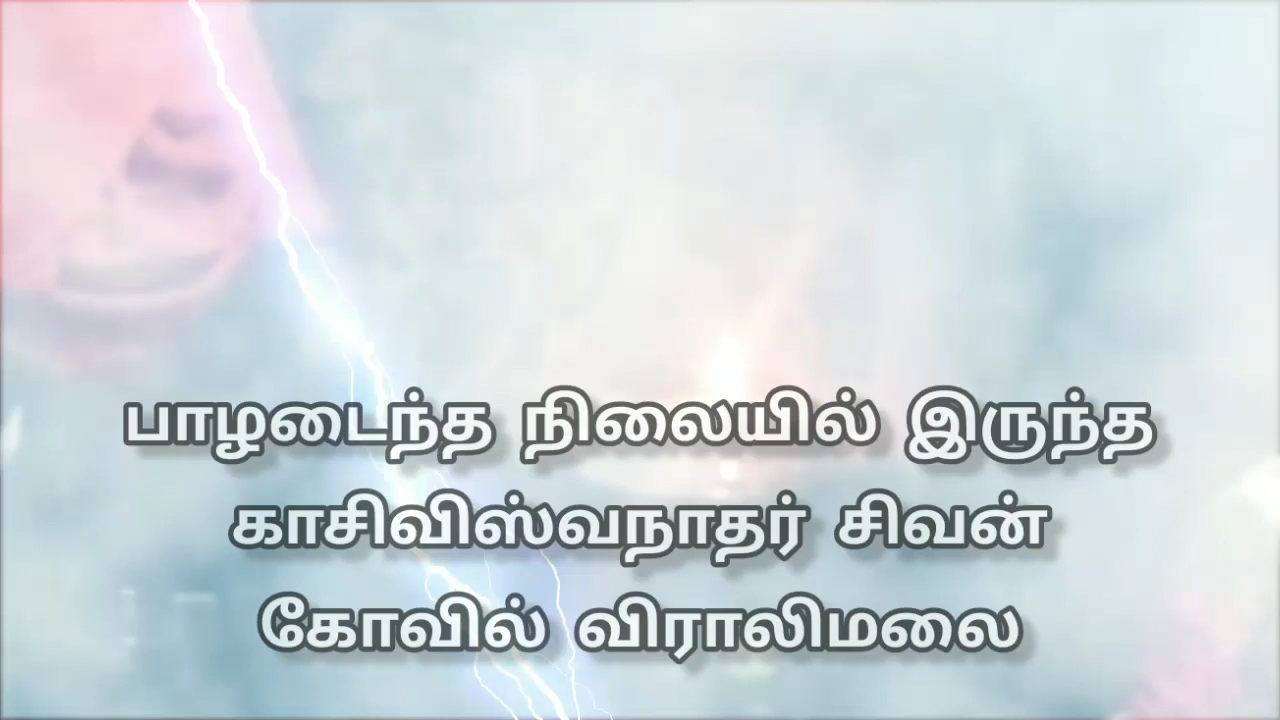 பாழடைந்த நிலையில் இருந்த
காசிவிஸ்வநாதர் சிவன்
கோவில் விராலிமலை